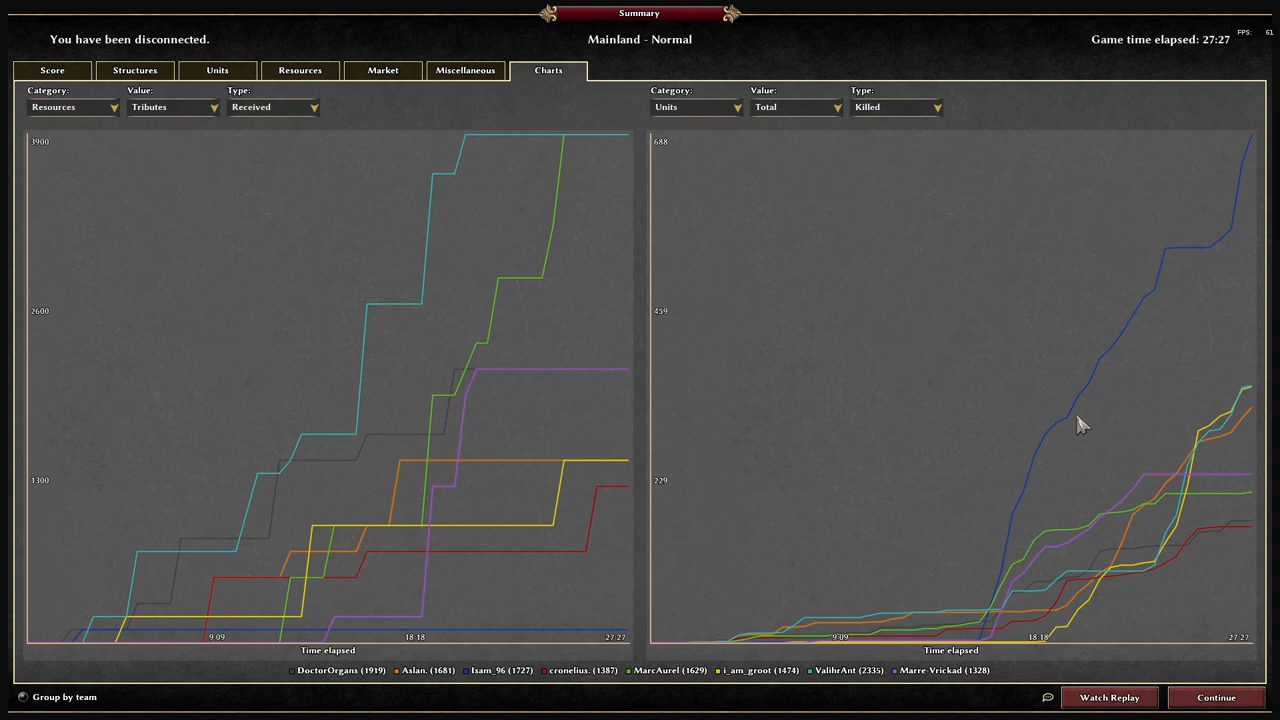 Summary
You have been disconnected.
Mainland - Normal
Game time elapsed: 27:27
FPS: 61
Score
Structures
Units
Resources
Market
Miscellaneous
Charts
Category:
Value:
Type:
Resources
Tributes
Received
Category:
Value:
Type:
Units
Total
Killed
3900
2600
1300
9:09
18:18
27:27
Time elapsed
688
459
229
9:09
18:18
27:27
Time elapsed
DoctorOrgans (1919)
Aslan. (1681)
Isam_96 (1727)
cronelius. (1387)
MarcAurel (1629)
i_am_groot (1474)
ValihrAnt (2335)
Marre-Vrickad (1328)
Group by team
Watch Replay
Continue